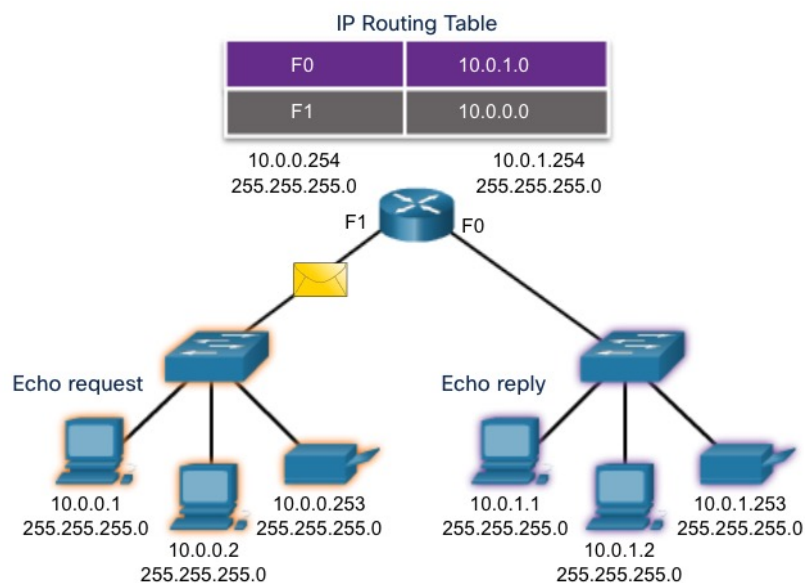 IP Routing Table
F0 10.0.1.0
F1 10.0.0.0
10.0.0.254
255.255.255.0
10.0.1.254
255.255.255.0
F1
F0
Echo request
Echo reply
10.0.0.1
255.255.255.0
10.0.0.2
255.255.255.0
10.0.0.253
255.255.255.0
10.0.1.1
255.255.255.0
10.0.1.2
255.255.255.0
10.0.1.253
255.255.255.0